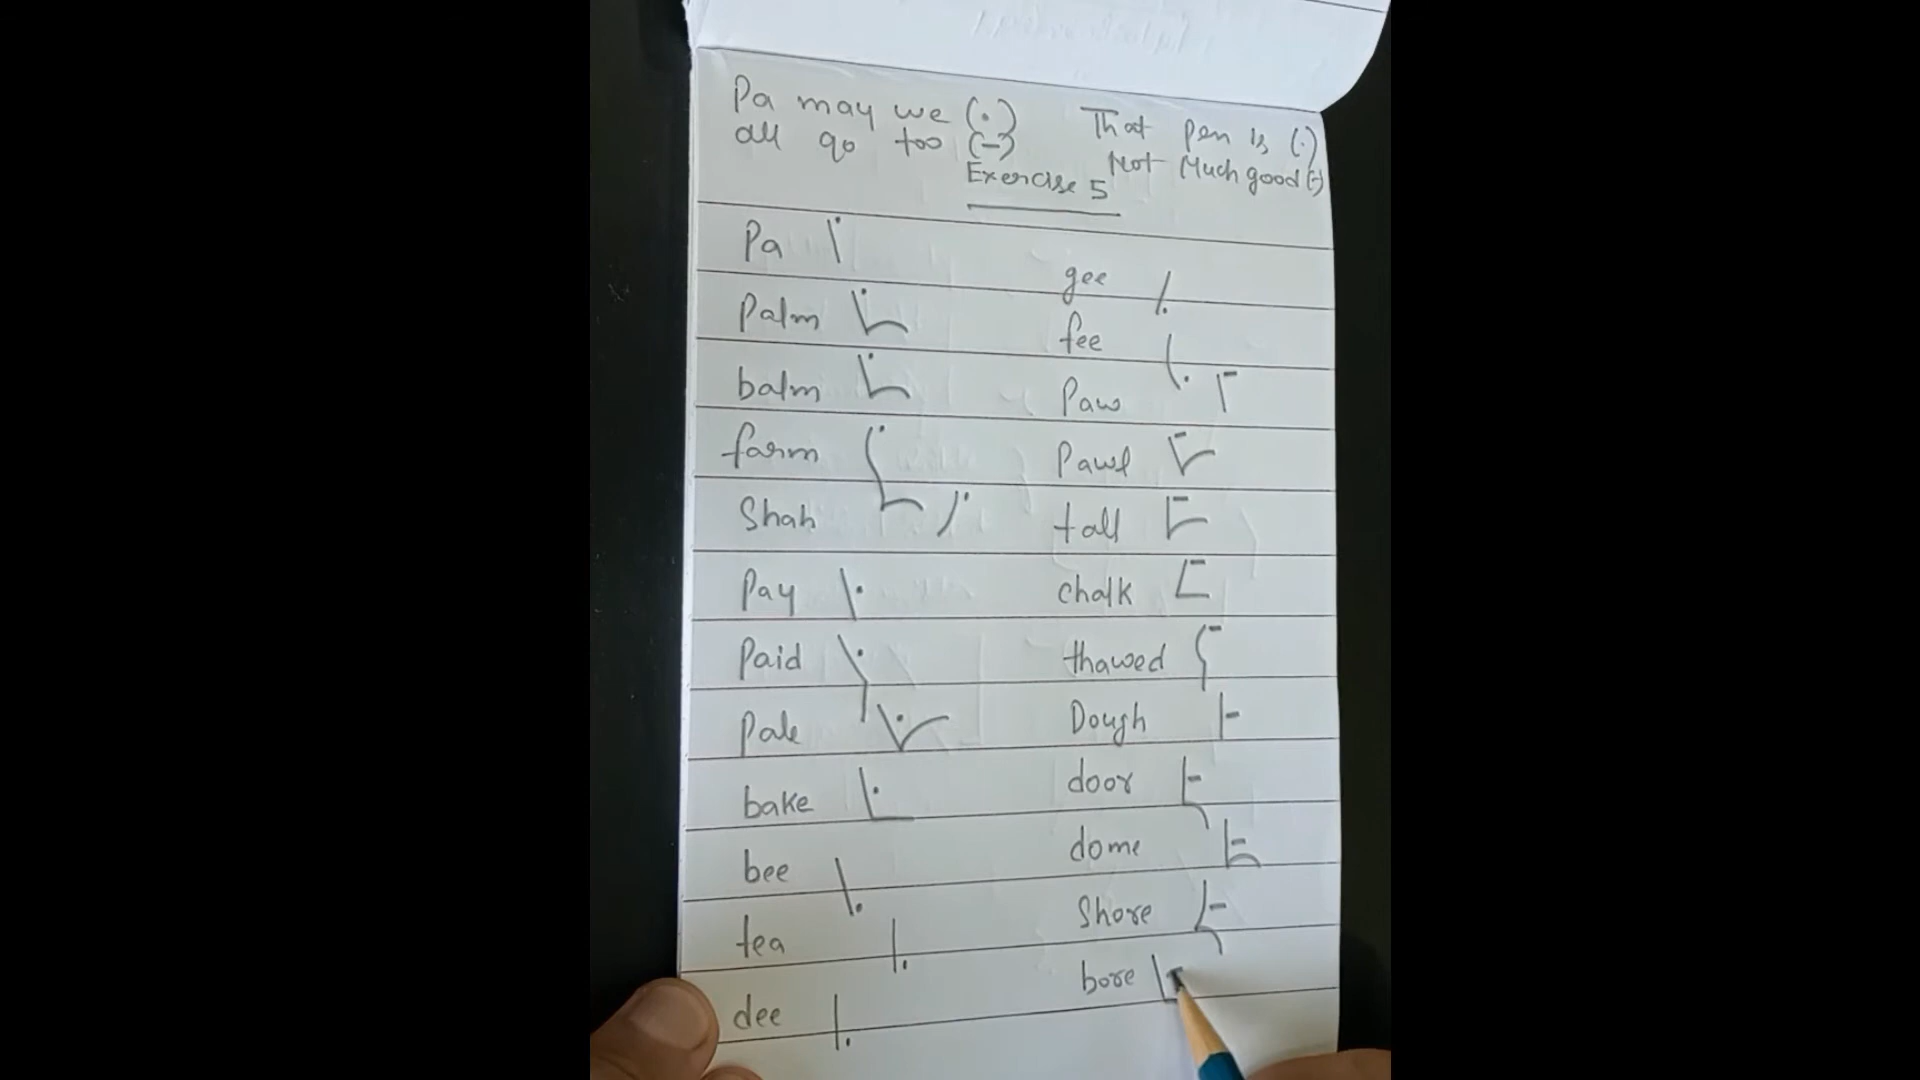 Pa may we (.)
all go too (-)
That pen is (.)
Not Much good (-)
Exercise 5
Pa
Palm
balm
farm
Shah
Pay
Paid
Pale
bake
bee
tea
dee
gee
fee
Paw
Pawl
tall
chalk
thawed
Dough
door
dome
Shore
bore